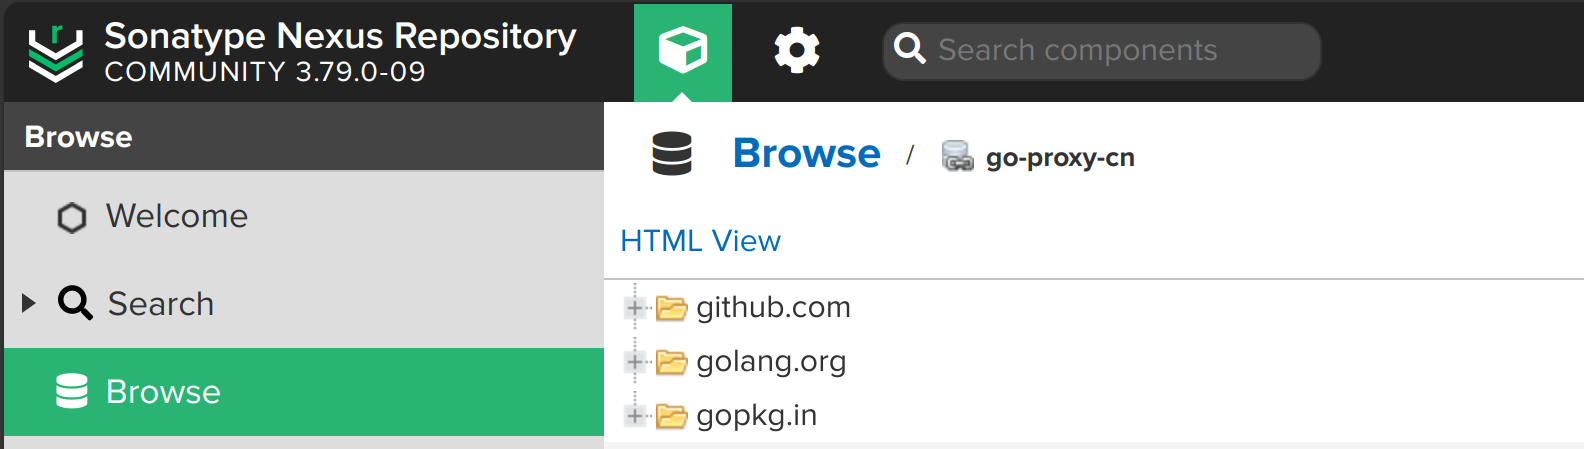 r
Sonatype Nexus Repository
COMMUNITY 3.79.0-09
Search components
Browse
Browse / go-proxy-cn
Welcome
HTML View
Search
github.com
golang.org
Browse
gopkg.in